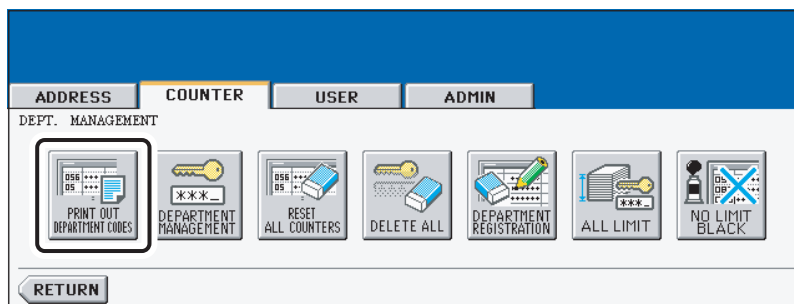 ADDRESS COUNTER USER ADMIN
DEPT. MANAGEMENT
PRINT OUT
DEPARTMENT CODES
***_
DEPARTMENT
MANAGEMENT
RESET
ALL COUNTERS
DELETE ALL
DEPARTMENT
REGISTRATION
***_
ALL LIMIT
NO LIMIT
BLACK
RETURN